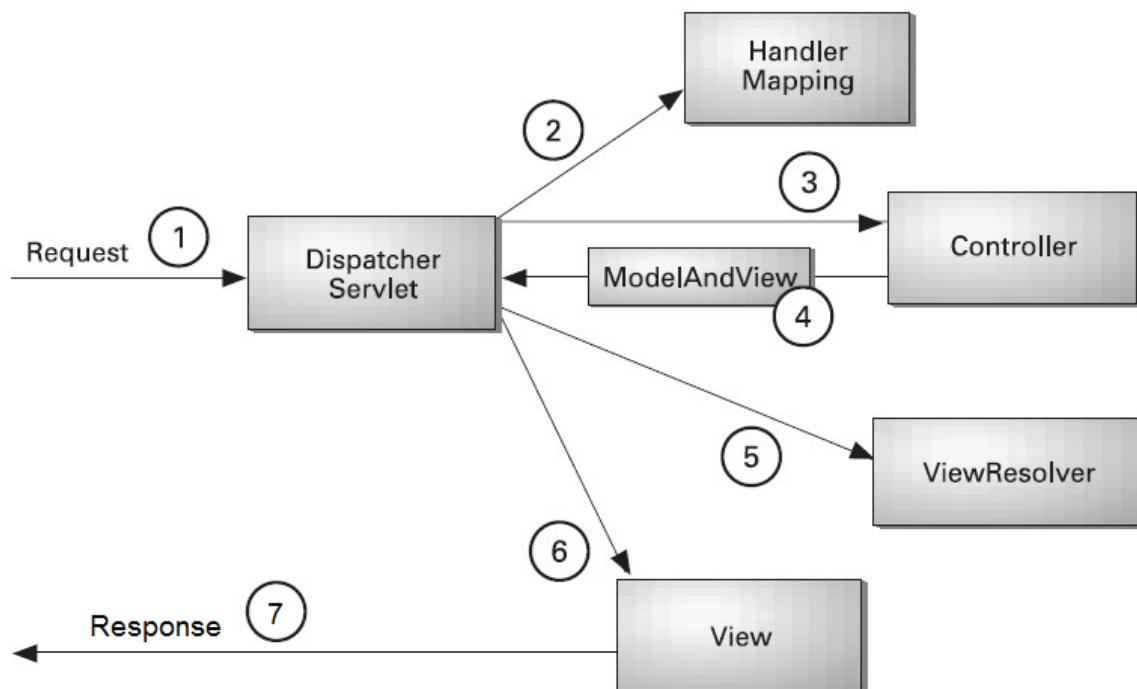 Handler
Mapping
2
3
1
Request
Dispatcher
Servlet
Controller
ModelAndView
4
5
ViewResolver
6
7
Response
View